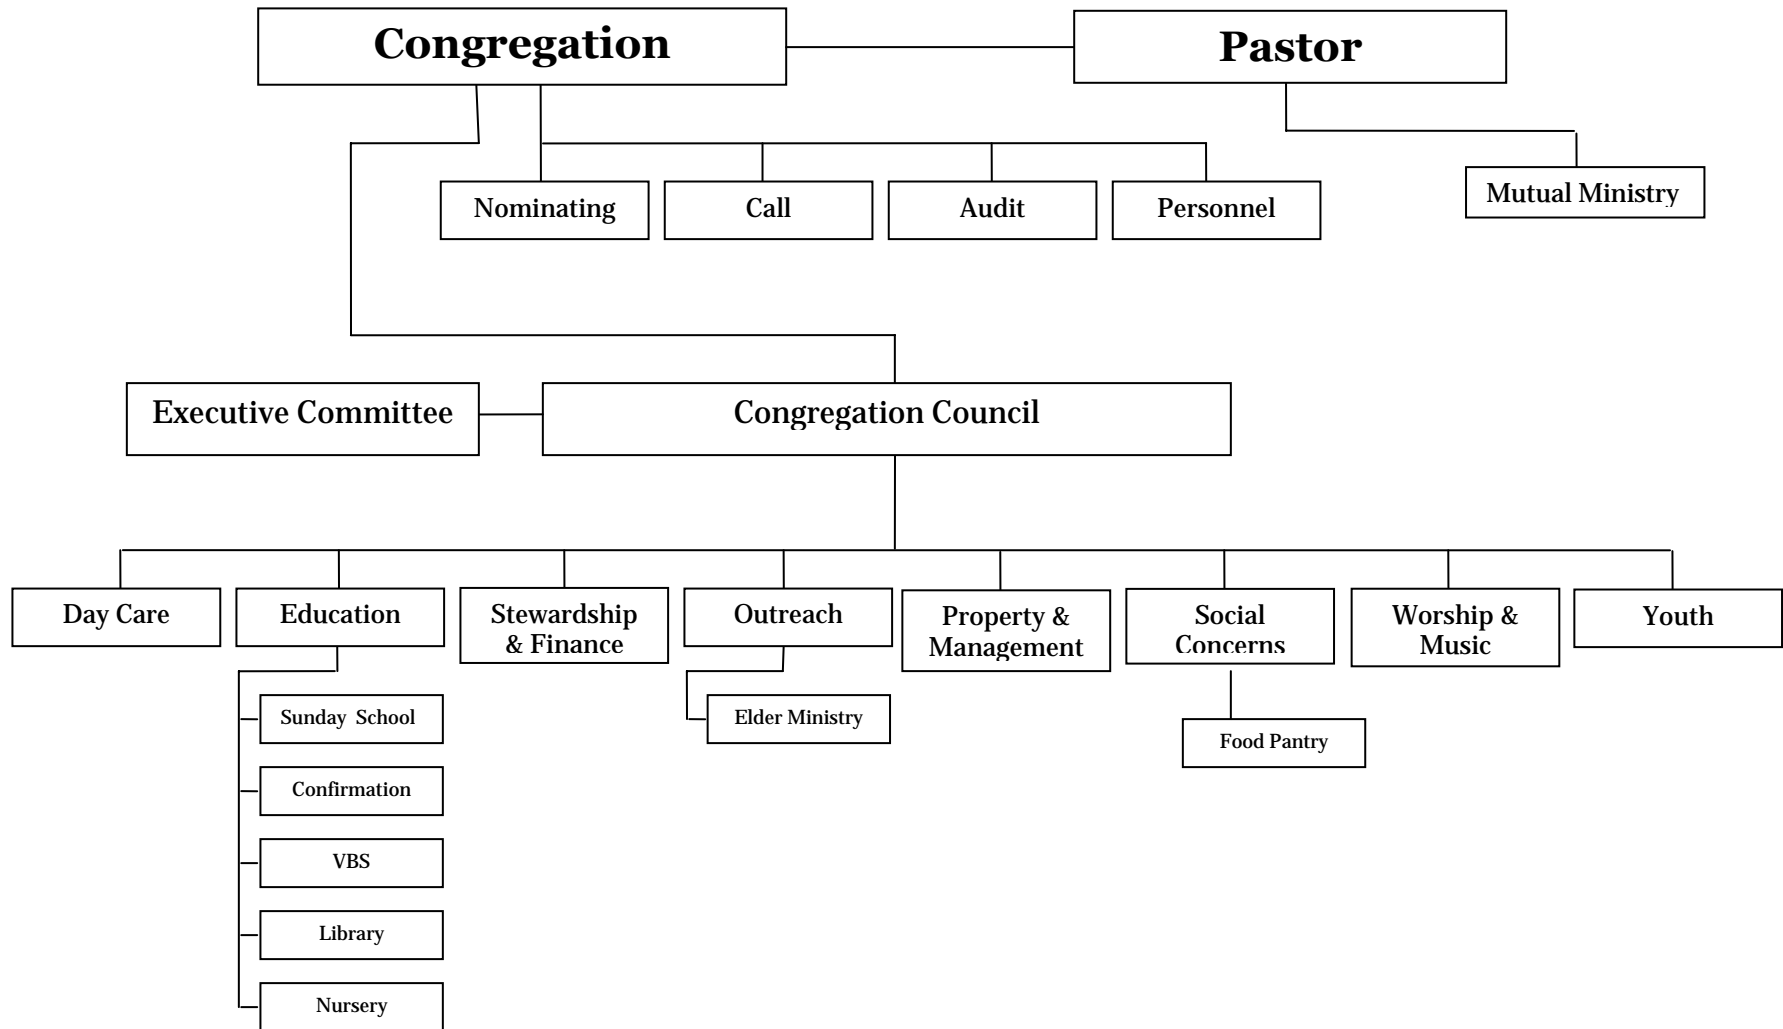 Congregation
Pastor
Nominating
Call
Audit
Personnel
Mutual Ministry
Executive Committee
Congregation Council
Day Care
Education
Stewardship
& Finance
Outreach
Property &
Management
Social
Concerns
Worship &
Music
Youth
Sunday School
Confirmation
VBS
Library
Nursery
Elder Ministry
Food Pantry